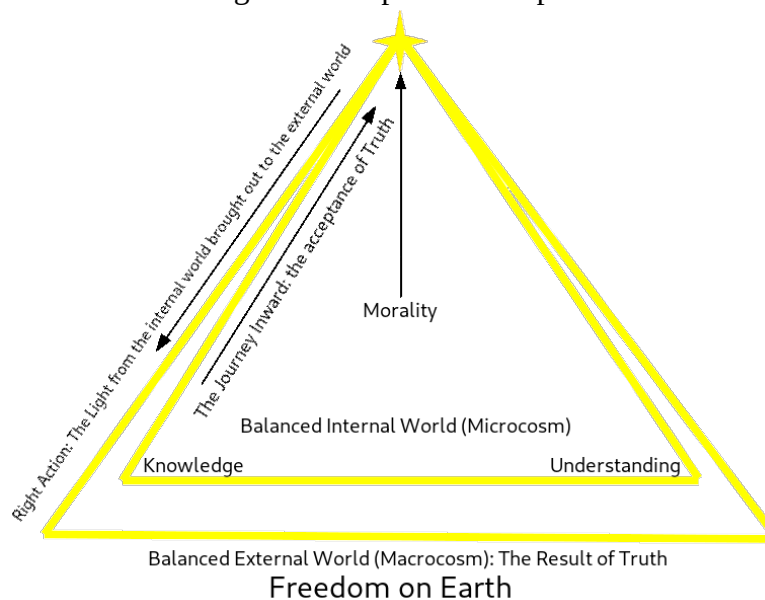 Right Action: The Light from the internal world brought out to the external world
The Journey Inward: the acceptance of Truth
Morality
Balanced Internal World (Microcosm)
Knowledge
Understanding
Balanced External World (Macrocosm): The Result of Truth
Freedom on Earth